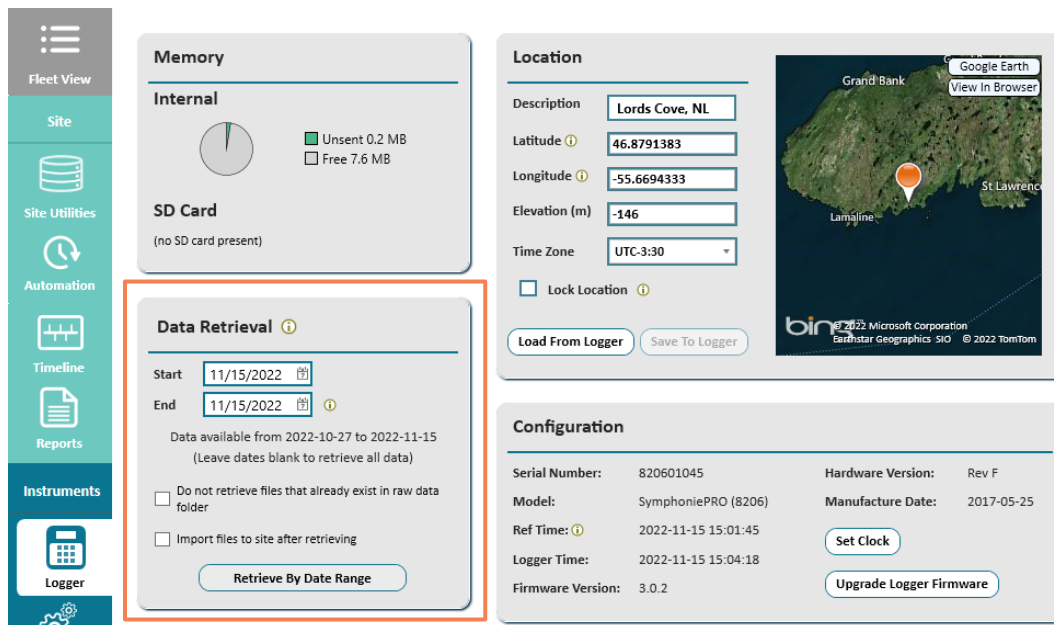 Fleet View
Site
Site Utilities
Automation
Timeline
Reports
Instruments
Logger
Memory
Internal
Unsent 0.2 MB
Free 7.6 MB
SD Card
(no SD card present)
Data Retrieval
Start 11/15/2022
End 11/15/2022
Data available from 2022-10-27 to 2022-11-15
(Leave dates blank to retrieve all data)
Do not retrieve files that already exist in raw data
folder
Import files to site after retrieving
Retrieve By Date Range
Location
Description Lords Cove, NL
Latitude 46.8791383
Longitude -55.6694333
Elevation (m) -146
Time Zone UTC-3:30
Lock Location
Load From Logger Save To Logger
Google Earth
View In Browser
Grand Bank
St Lawrence
Lamaline
bing
© 2022 Microsoft Corporation
Earthstar Geographics SIO © 2022 TomTom
Configuration
Serial Number: 820601045
Model: SymphoniePRO (8206)
Ref Time: 2022-11-15 15:01:45
Logger Time: 2022-11-15 15:04:18
Firmware Version: 3.0.2
Hardware Version: Rev F
Manufacture Date: 2017-05-25
Set Clock
Upgrade Logger Firmware